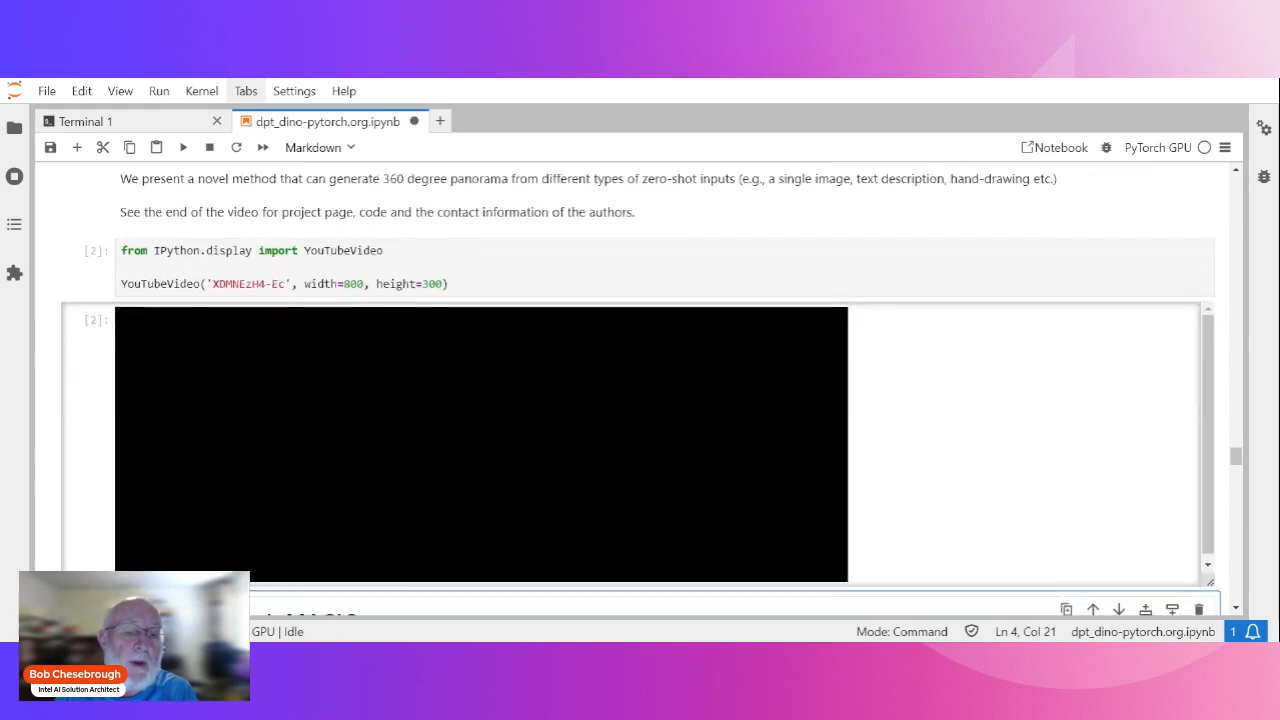 File Edit View Run Kernel Tabs Settings Help
Terminal 1
dpt_dino-pytorch.org.ipynb
Markdown
Notebook
PyTorch GPU
We present a novel method that can generate 360 degree panorama from different types of zero-shot inputs (e.g., a single image, text description, hand-drawing etc.)
See the end of the video for project page, code and the contact information of the authors.
[2]:
from IPython.display import YouTubeVideo
YouTubeVideo('XDMNEzH4-Ec', width=800, height=300)
[2]:
GPU | Idle
Mode: Command
Ln 4, Col 21
dpt_dino-pytorch.org.ipynb
1
Bob Chesebrough
Intel AI Solution Architect